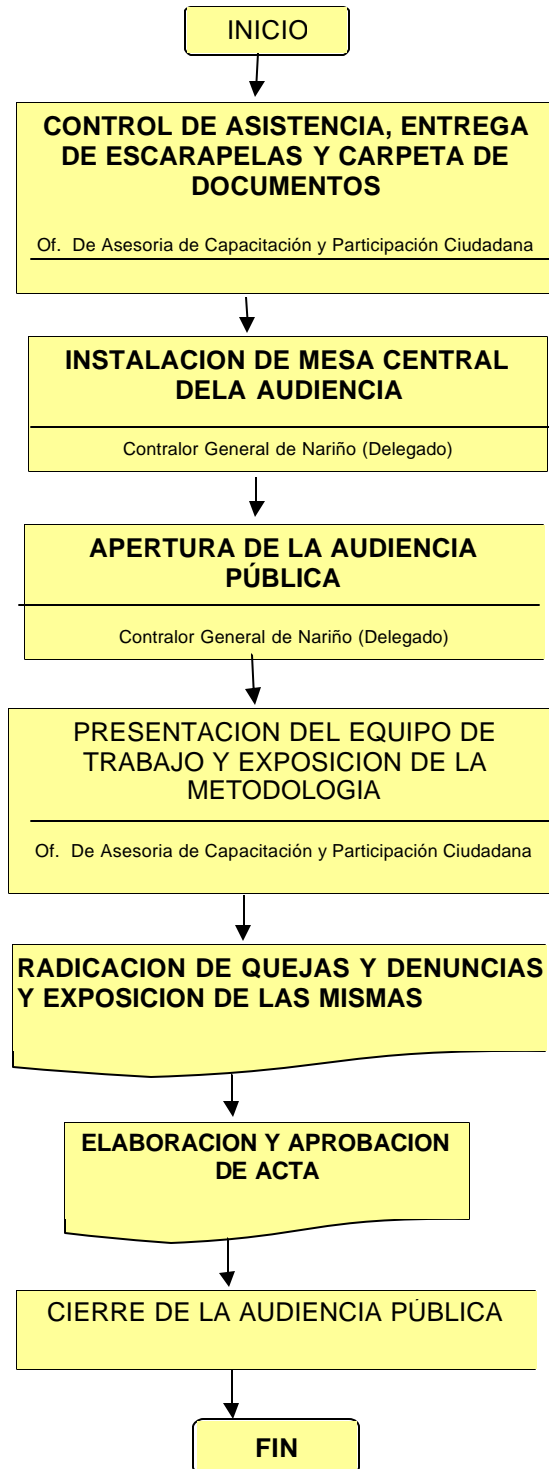 INICIO
CONTROL DE ASISTENCIA, ENTREGA
DE ESCARAPELAS Y CARPETA DE
DOCUMENTOS
Of. De Asesoria de Capacitación y Participación Ciudadana
INSTALACION DE MESA CENTRAL
DELA AUDIENCIA
Contralor General de Nariño (Delegado)
APERTURA DE LA AUDIENCIA
PÚBLICA
Contralor General de Nariño (Delegado)
PRESENTACION DEL EQUIPO DE
TRABAJO Y EXPOSICION DE LA
METODOLOGIA
Of. De Asesoria de Capacitación y Participación Ciudadana
RADICACION DE QUEJAS Y DENUNCIAS
Y EXPOSICION DE LAS MISMAS
ELABORACION Y APROBACION
DE ACTA
CIERRE DE LA AUDIENCIA PÚBLICA
FIN